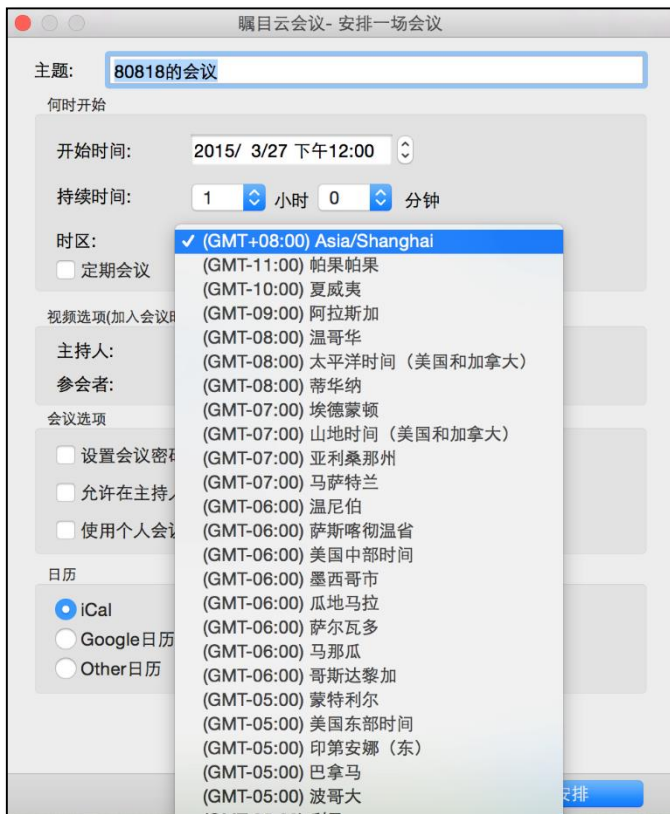 瞩目云会议- 安排一场会议
主题: 80818的会议
何时开始
开始时间: 2015/ 3/27 下午12:00
持续时间: 1 小时 0 分钟
时区: ✓ (GMT+08:00) Asia/Shanghai
定期会议
(GMT-11:00) 帕果帕果
(GMT-10:00) 夏威夷
(GMT-09:00) 阿拉斯加
视频选项(加入会议时
(GMT-08:00) 温哥华
主持人:
(GMT-08:00) 太平洋时间（美国和加拿大）
参会者:
(GMT-08:00) 蒂华纳
会议选项
(GMT-07:00) 埃德蒙顿
(GMT-07:00) 山地时间（美国和加拿大）
设置会议密码
(GMT-07:00) 亚利桑那州
允许在主持人
(GMT-07:00) 马萨特兰
(GMT-06:00) 温尼伯
使用个人会议
(GMT-06:00) 萨斯喀彻温省
(GMT-06:00) 美国中部时间
日历
(GMT-06:00) 墨西哥市
iCal
(GMT-06:00) 瓜地马拉
(GMT-06:00) 萨尔瓦多
Google日历
(GMT-06:00) 马那瓜
Other日历
(GMT-06:00) 哥斯达黎加
(GMT-05:00) 蒙特利尔
(GMT-05:00) 美国东部时间
(GMT-05:00) 印第安娜（东）
(GMT-05:00) 巴拿马
(GMT-05:00) 波哥大
安排